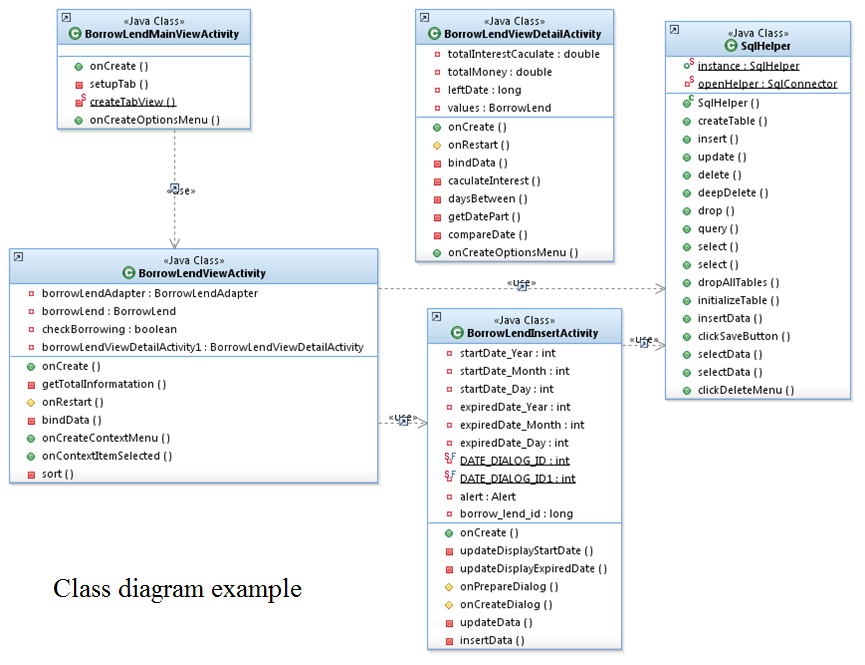 «Java Class»
BorrowLendMainViewActivity
onCreate ()
setupTab ()
createTabView ()
onCreateOptionsMenu ()
«use»
«Java Class»
BorrowLendViewDetailActivity
totalInterestCaculate : double
totalMoney : double
leftDate : long
values : BorrowLend
onCreate ()
onRestart ()
bindData ()
caculateInterest ()
daysBetween ()
getDatePart ()
compareDate ()
onCreateOptionsMenu ()
«Java Class»
SqlHelper
instance : SqlHelper
openHelper : SqlConnector
SqlHelper ()
createTable ()
insert ()
update ()
delete ()
deepDelete ()
drop ()
query ()
select ()
select ()
dropAllTables ()
initializeTable ()
insertData ()
clickSaveButton ()
selectData ()
selectData ()
clickDeleteMenu ()
«Java Class»
BorrowLendViewActivity
borrowLendAdapter : BorrowLendAdapter
borrowLend : BorrowLend
checkBorrowing : boolean
borrowLendViewDetailActivity1 : BorrowLendViewDetailActivity
onCreate ()
getTotalInformatation ()
onRestart ()
bindData ()
onCreateContextMenu ()
onContextItemSelected ()
sort ()
«use»
«use»
«use»
«Java Class»
BorrowLendInsertActivity
startDate_Year : int
startDate_Month : int
startDate_Day : int
expiredDate_Year : int
expiredDate_Month : int
expiredDate_Day : int
DATE_DIALOG_ID : int
DATE_DIALOG_ID1 : int
alert : Alert
borrow_lend_id : long
onCreate ()
updateDisplayStartDate ()
updateDisplayExpiredDate ()
onPrepareDialog ()
onCreateDialog ()
updateData ()
insertData ()
Class diagram example